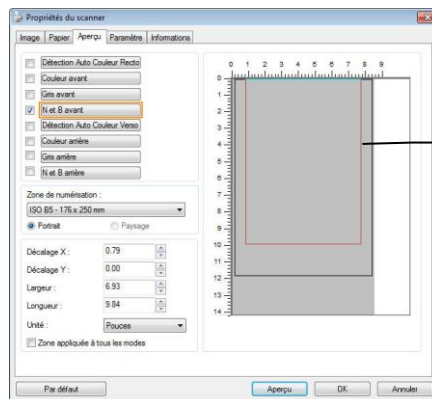 Propriétés du scanner
Image Papier Aperçu Paramètre Informations
Détection Auto Couleur Recto
Couleur avant
Gris avant
N et B avant
Détection Auto Couleur Verso
Couleur arrière
Gris arrière
N et B arrière
Zone de numérisation :
ISO B5 - 176 x 250 mm
Portrait Paysage
Décalage X : 0.79
Décalage Y : 0.00
Largeur : 6.93
Longueur : 9.84
Unité : Pouces
Zone appliquée à tous les modes
0 1 2 3 4 5 6 7 8 9
0
1
2
3
4
5
6
7
8
9
10
11
12
13
14
Par défaut Aperçu OK Annuler